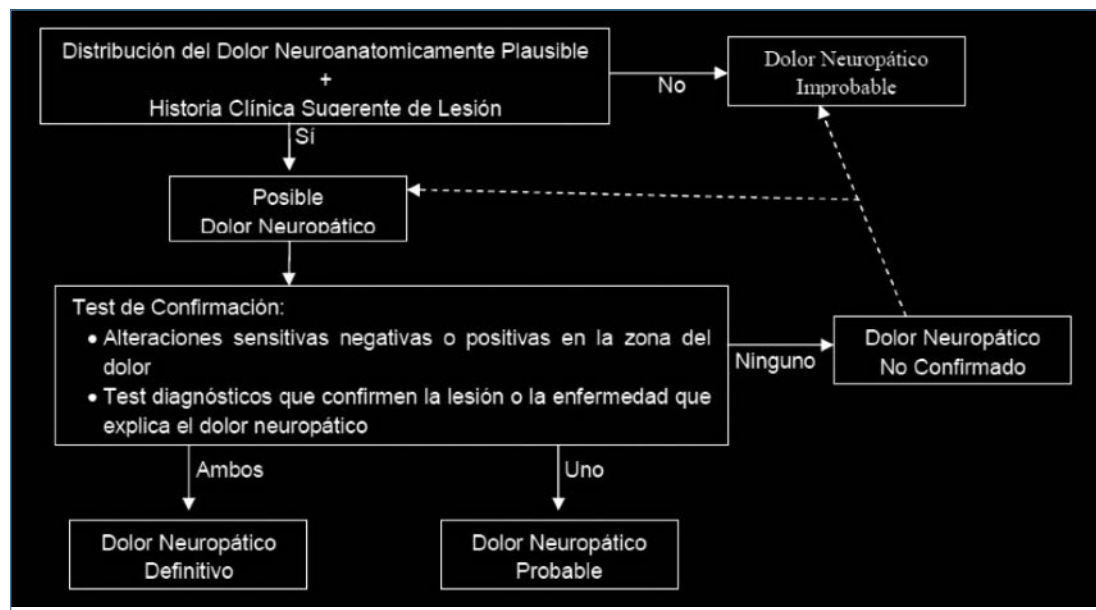 Distribución del Dolor Neuroanatomicamente Plausible
+
Historia Clínica Sugerente de Lesión
No
Dolor Neuropático
Improbable
Sí
Posible
Dolor Neuropático
Test de Confirmación:
• Alteraciones sensitivas negativas o positivas en la zona del
dolor
• Test diagnósticos que confirmen la lesión o la enfermedad que
explica el dolor neuropático
Ninguno
Dolor Neuropático
No Confirmado
Ambos
Uno
Dolor Neuropático
Definitivo
Dolor Neuropático
Probable